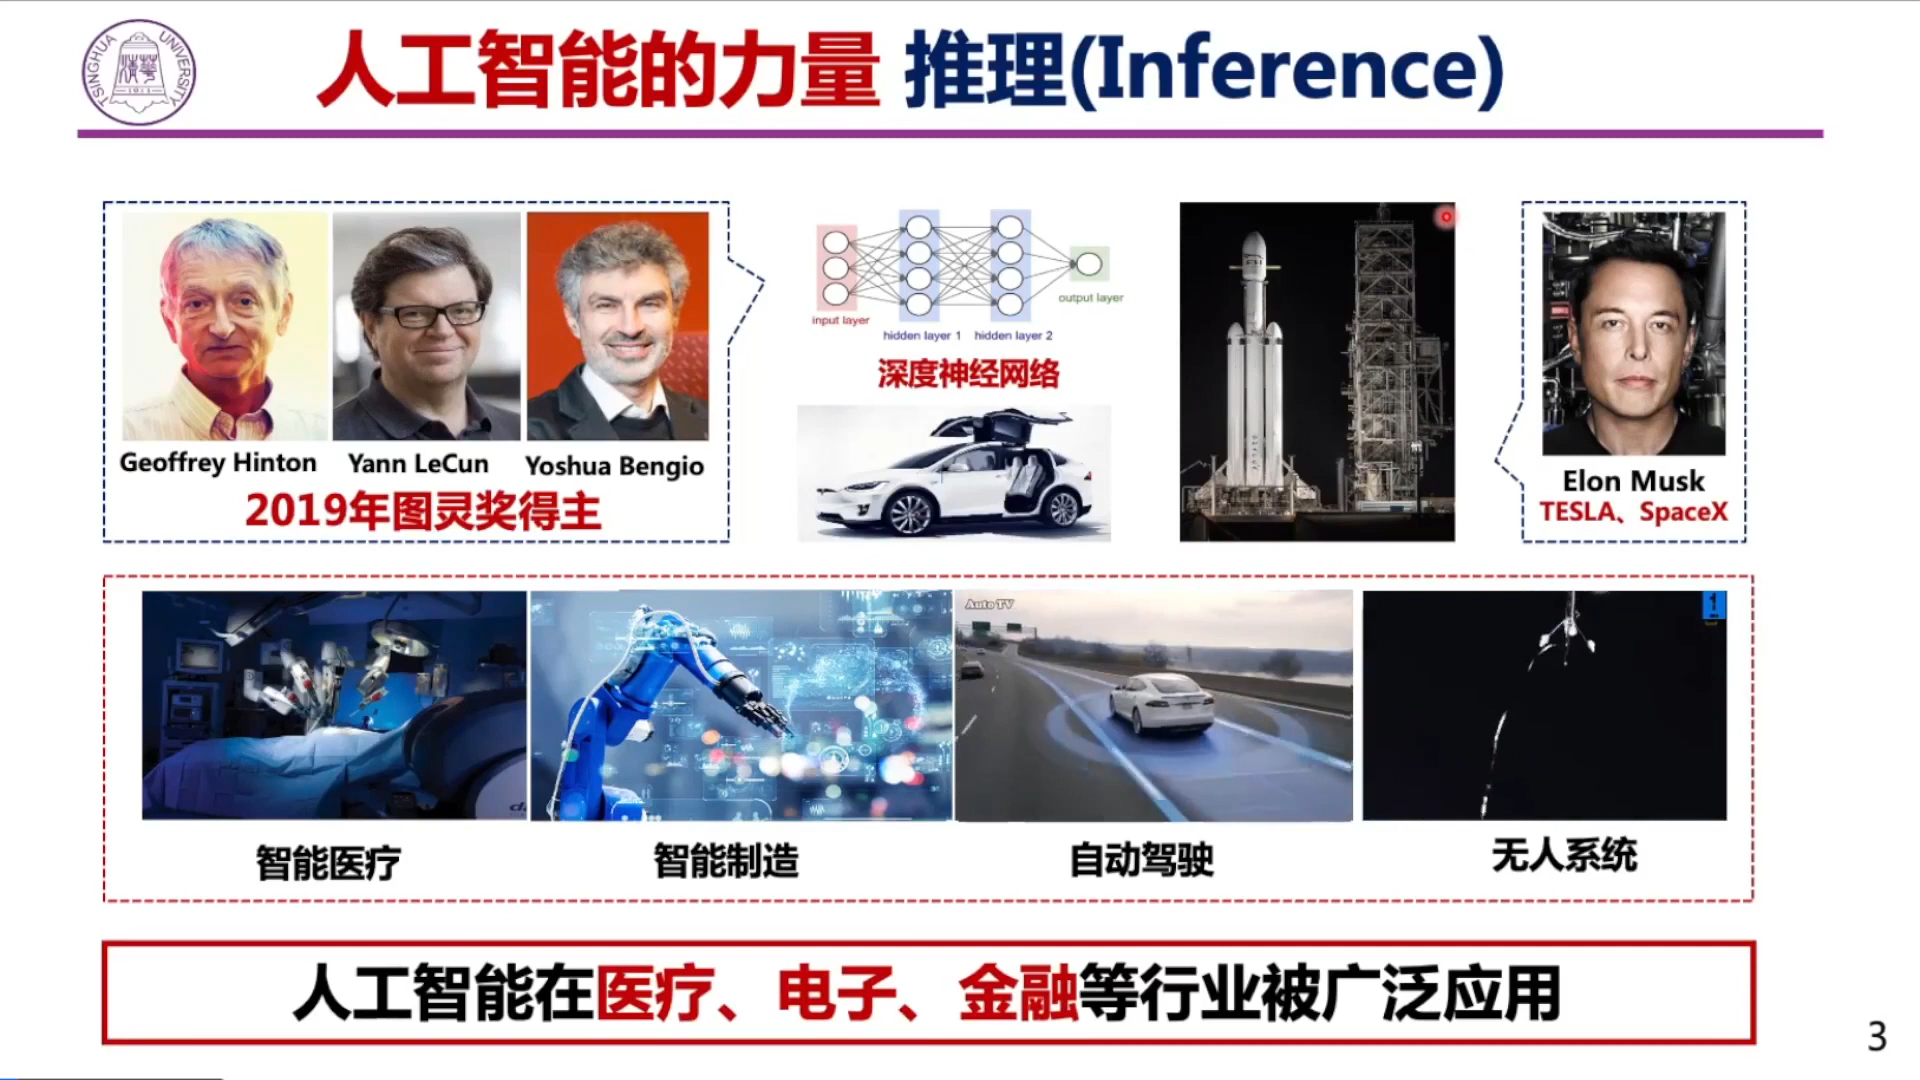 TSINGHUA UNIVERSITY
1911
人工智能的力量 推理(Inference)
Geoffrey Hinton
Yann LeCun
Yoshua Bengio
2019年图灵奖得主
input layer
hidden layer 1
hidden layer 2
output layer
深度神经网络
Elon Musk
TESLA、SpaceX
Auto TV
1
智能医疗
智能制造
自动驾驶
无人系统
人工智能在医疗、电子、金融等行业被广泛应用
3